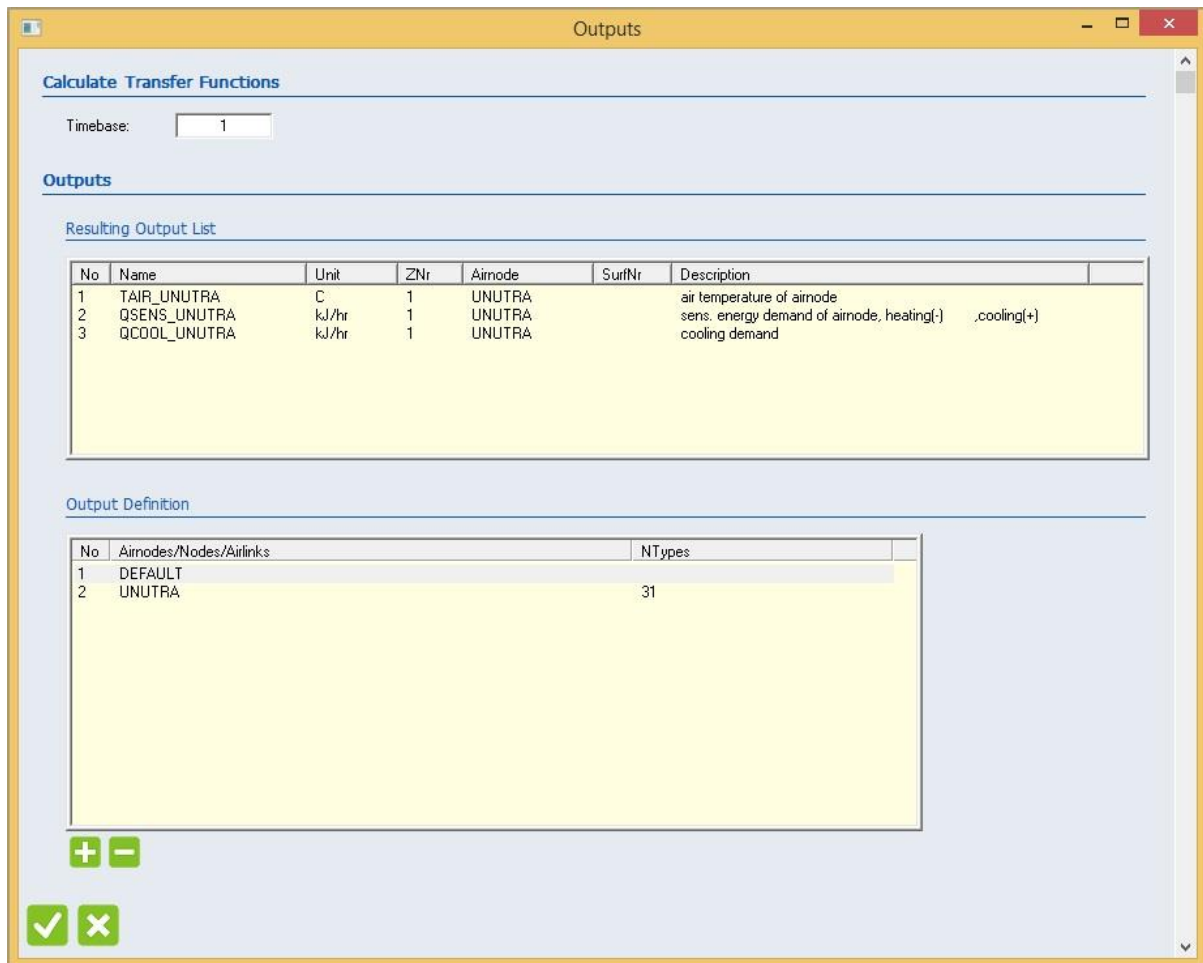 Outputs
Calculate Transfer Functions
Timebase: 1
Outputs
Resulting Output List
No Name Unit ZNr Airnode SurfNr Description
1 TAIR_UNUTRA C 1 UNUTRA air temperature of airnode
2 QSENS_UNUTRA kJ/hr 1 UNUTRA sens. energy demand of airnode, heating(-) ,cooling(+)
3 QCOOL_UNUTRA kJ/hr 1 UNUTRA cooling demand
Output Definition
No Airnodes/Nodes/Airlinks NTypes
1 DEFAULT
2 UNUTRA 31